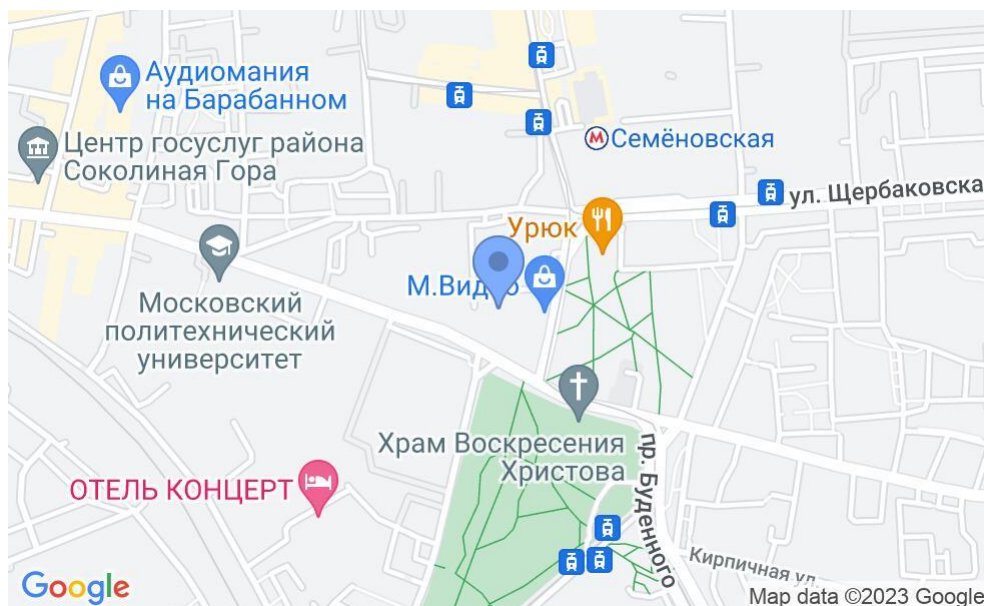 Аудиомания
на Барабанном
Центр госуслуг района
Соколиная Гора
Семёновская
ул. Щербаковска
Урюк
М.Видео
Московский
политехнический
университет
Храм Воскресения
Христова
пр. Буденного
ОТЕЛЬ КОНЦЕРТ
Кирпичная ул.
Google
Map data ©2023 Google